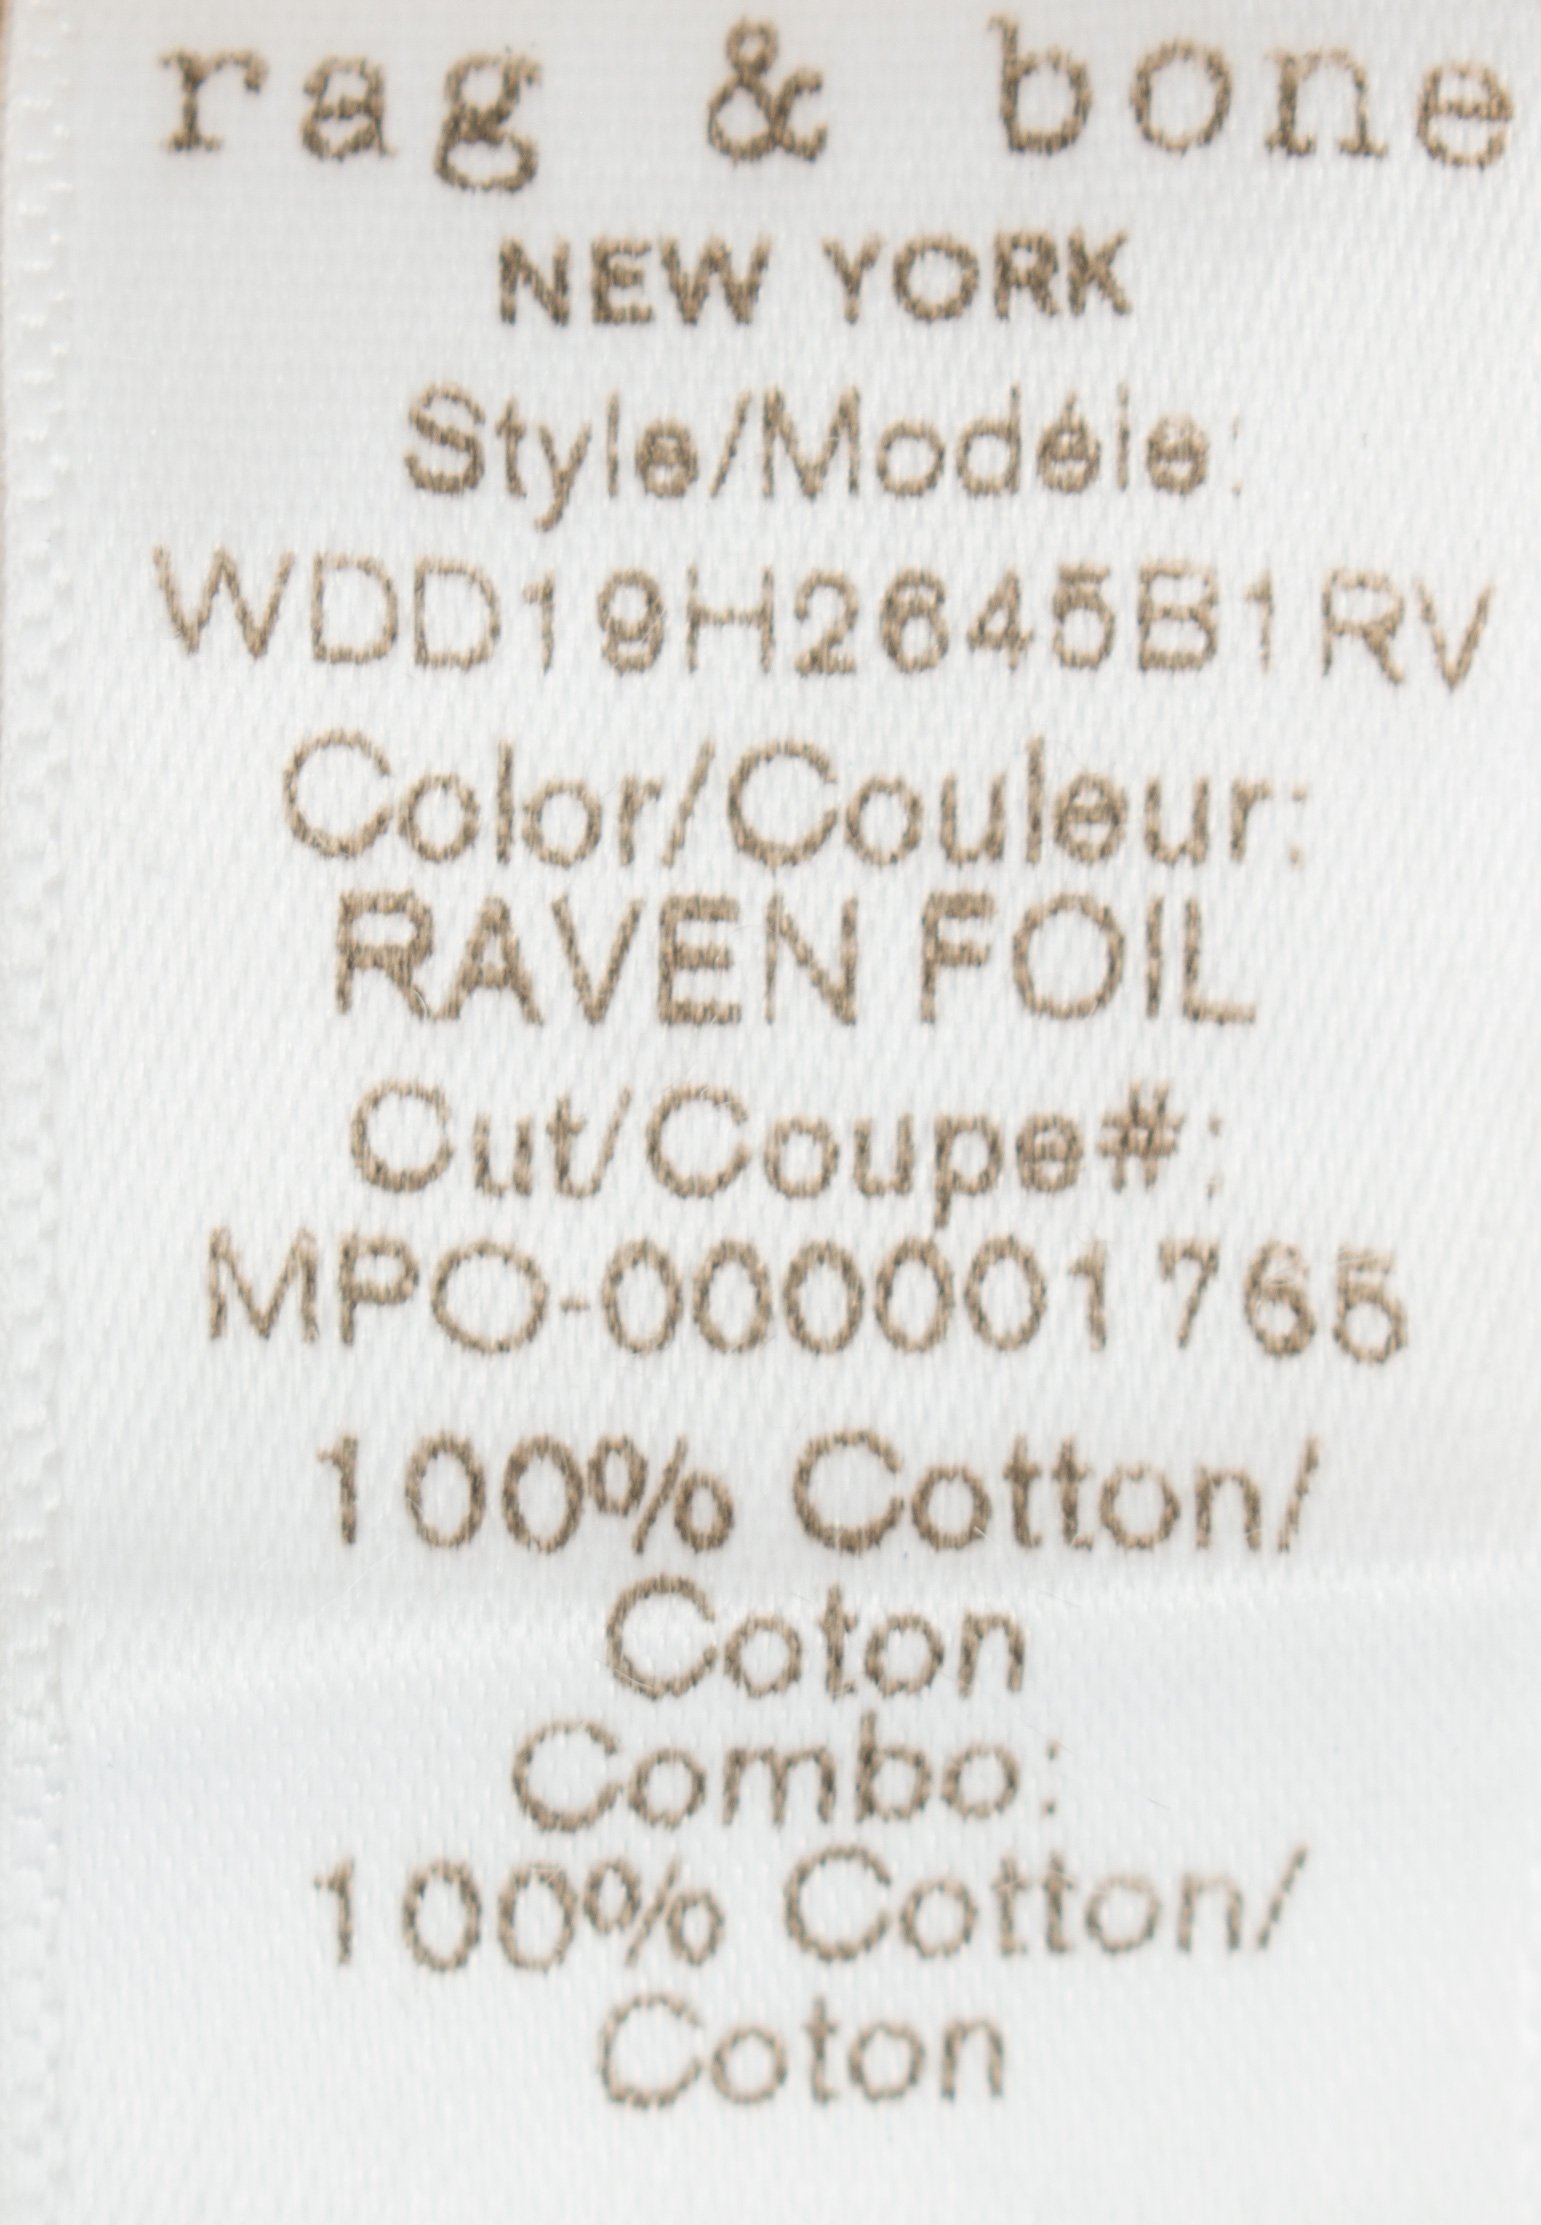 rag & bone
NEW YORK
Style/Modéle:
WDD19H2645B1RV
Color/Couleur:
RAVEN FOIL
Cut/Coupe#:
MPO-000001765
100% Cotton/
Coton
Combo:
100% Cotton/
Coton